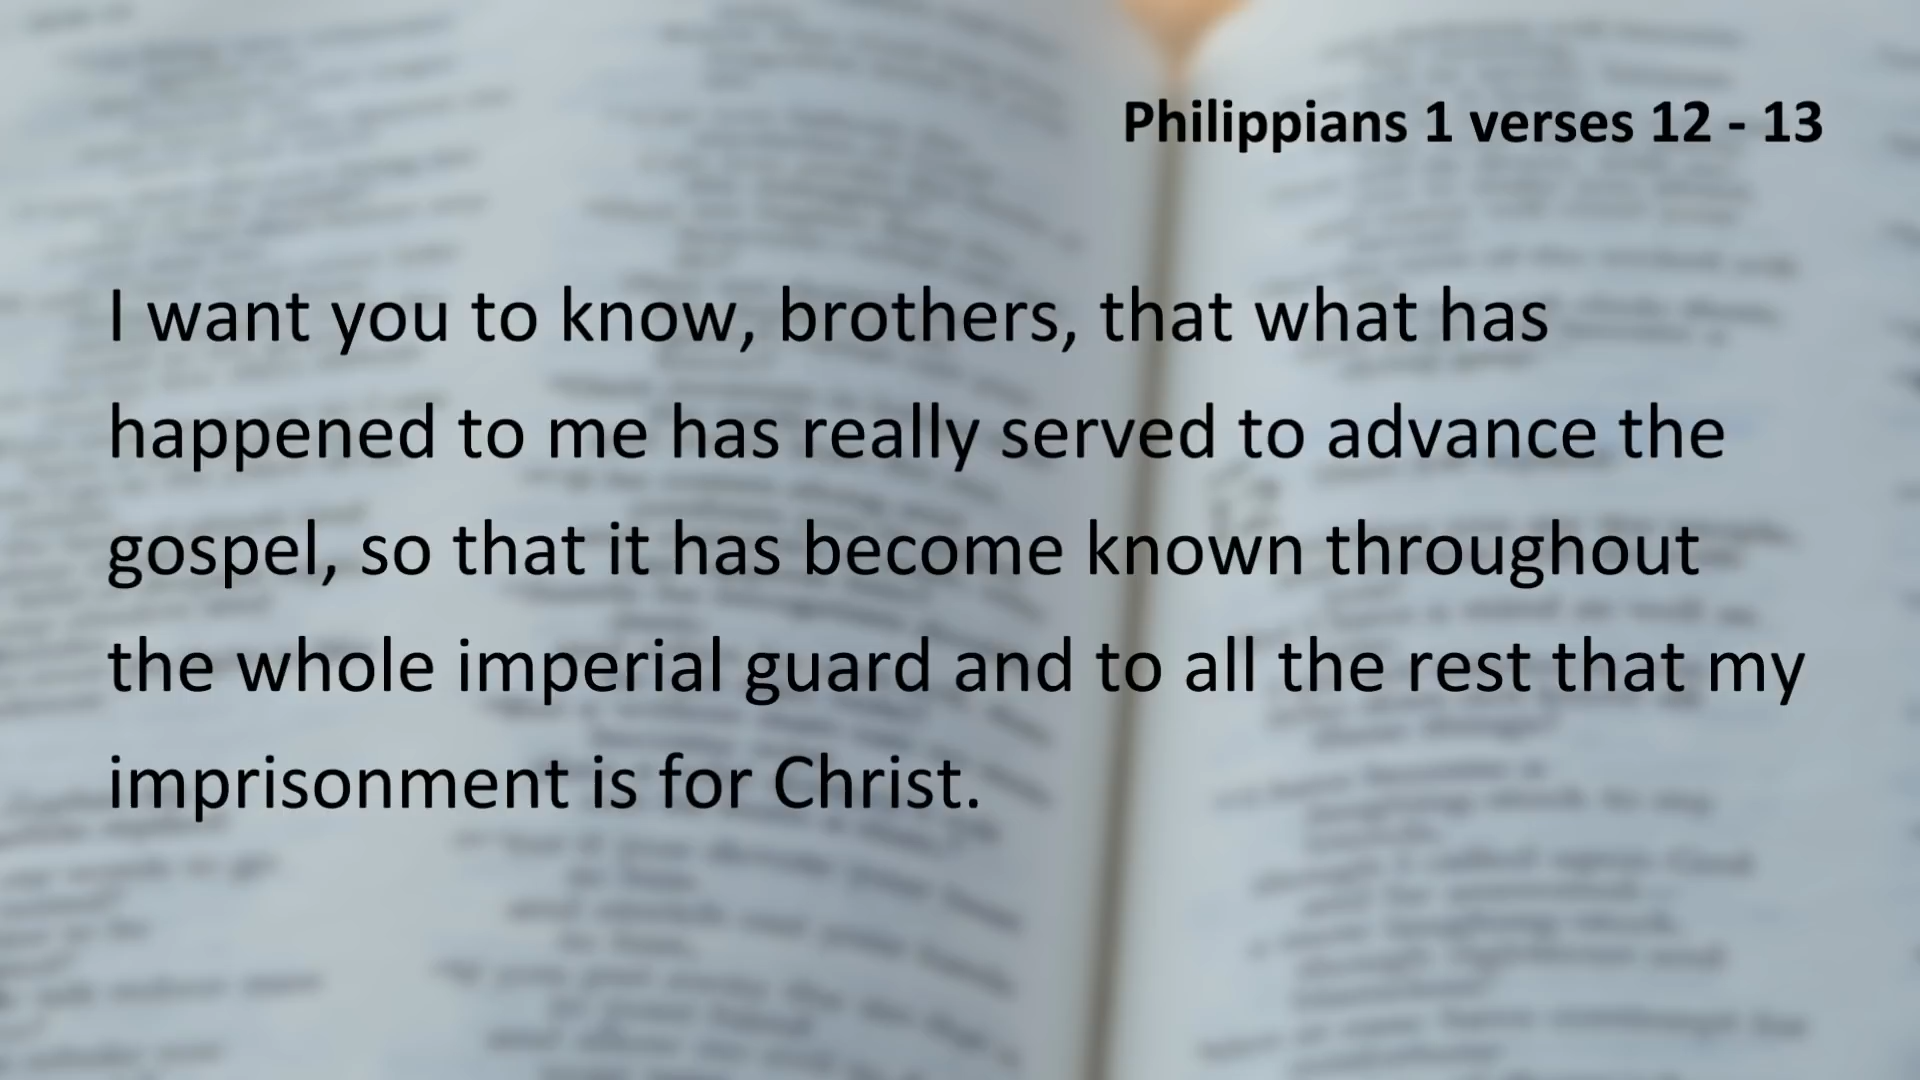 Philippians 1 verses 12 - 13
I want you to know, brothers, that what has
happened to me has really served to advance the
gospel, so that it has become known throughout
the whole imperial guard and to all the rest that my
imprisonment is for Christ.